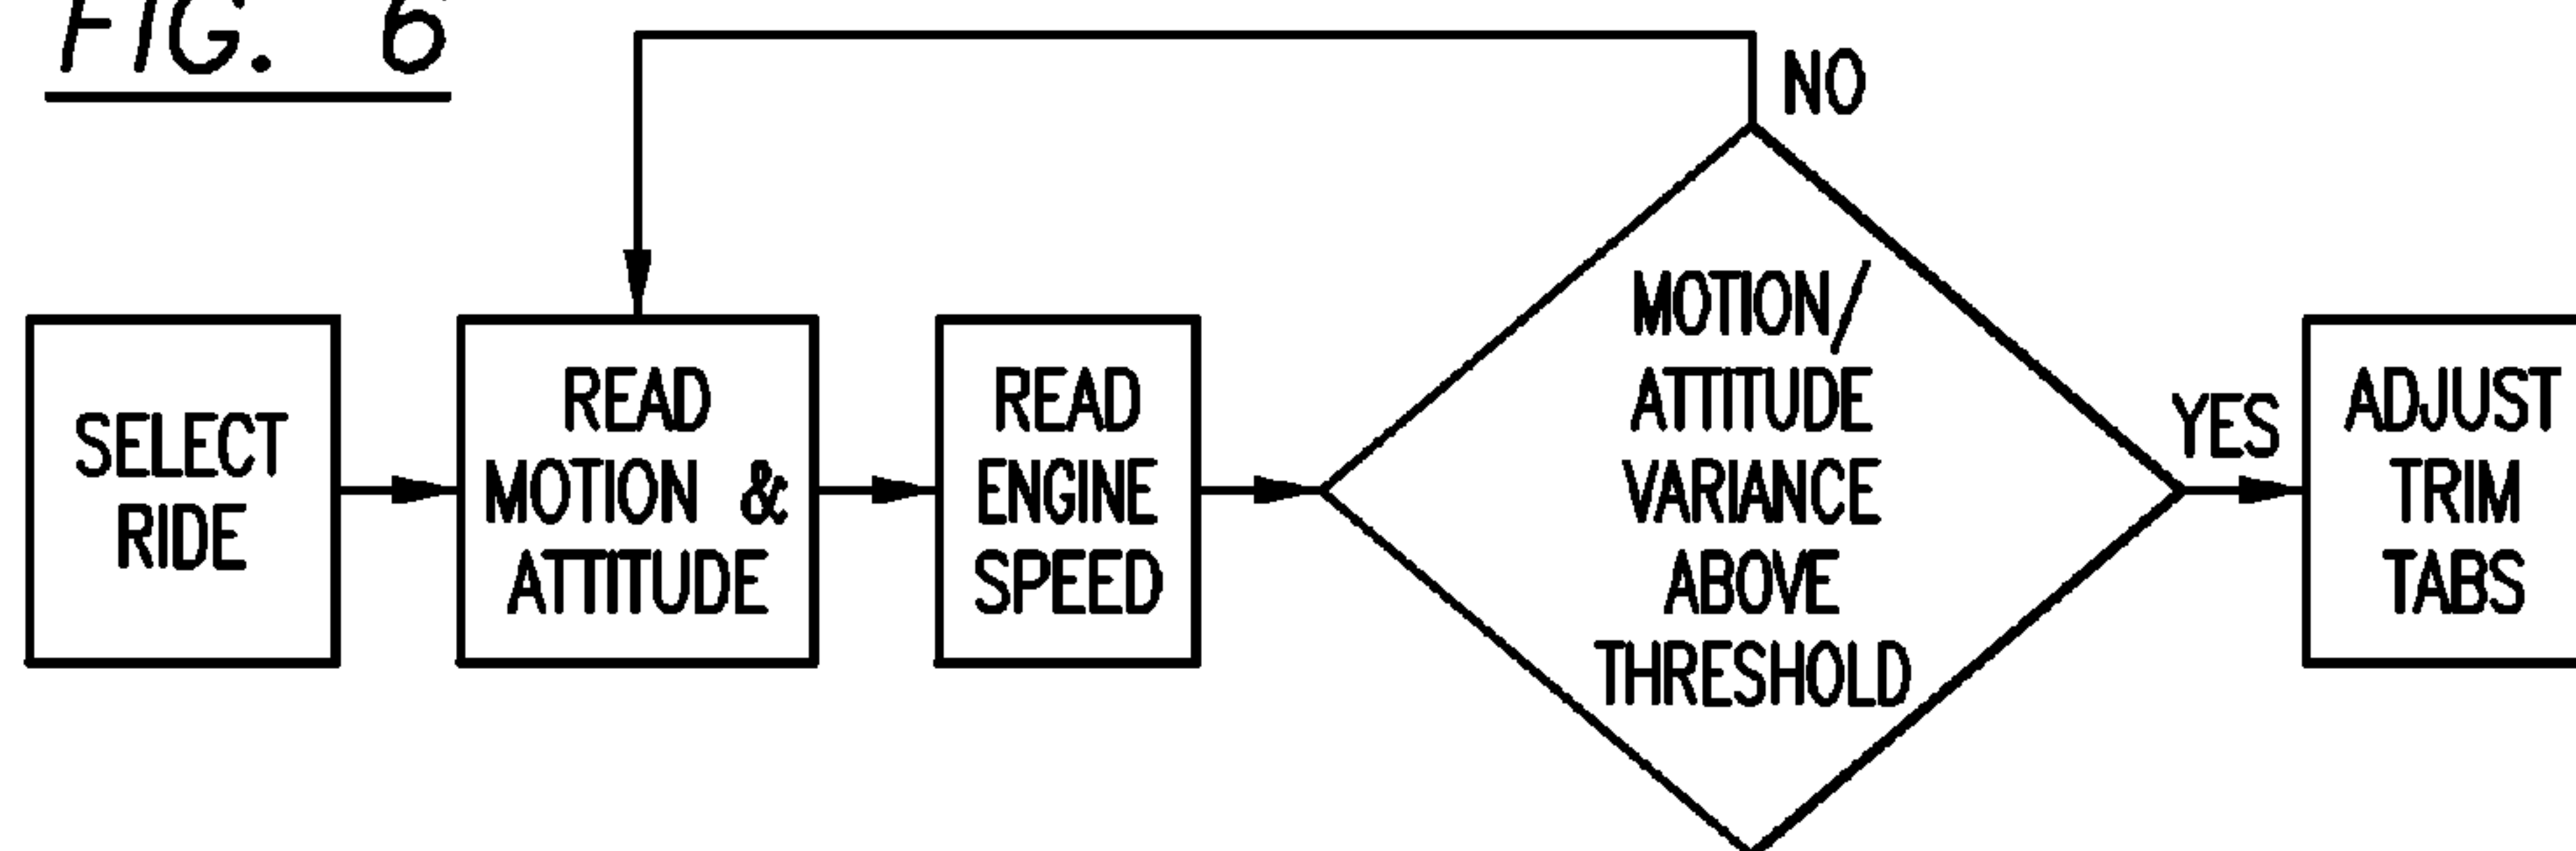 FIG. 6
NO
SELECT
RIDE
READ
MOTION &
ATTITUDE
READ
ENGINE
SPEED
MOTION/
ATTITUDE
VARIANCE
ABOVE
THRESHOLD
YES
ADJUST
TRIM
TABS